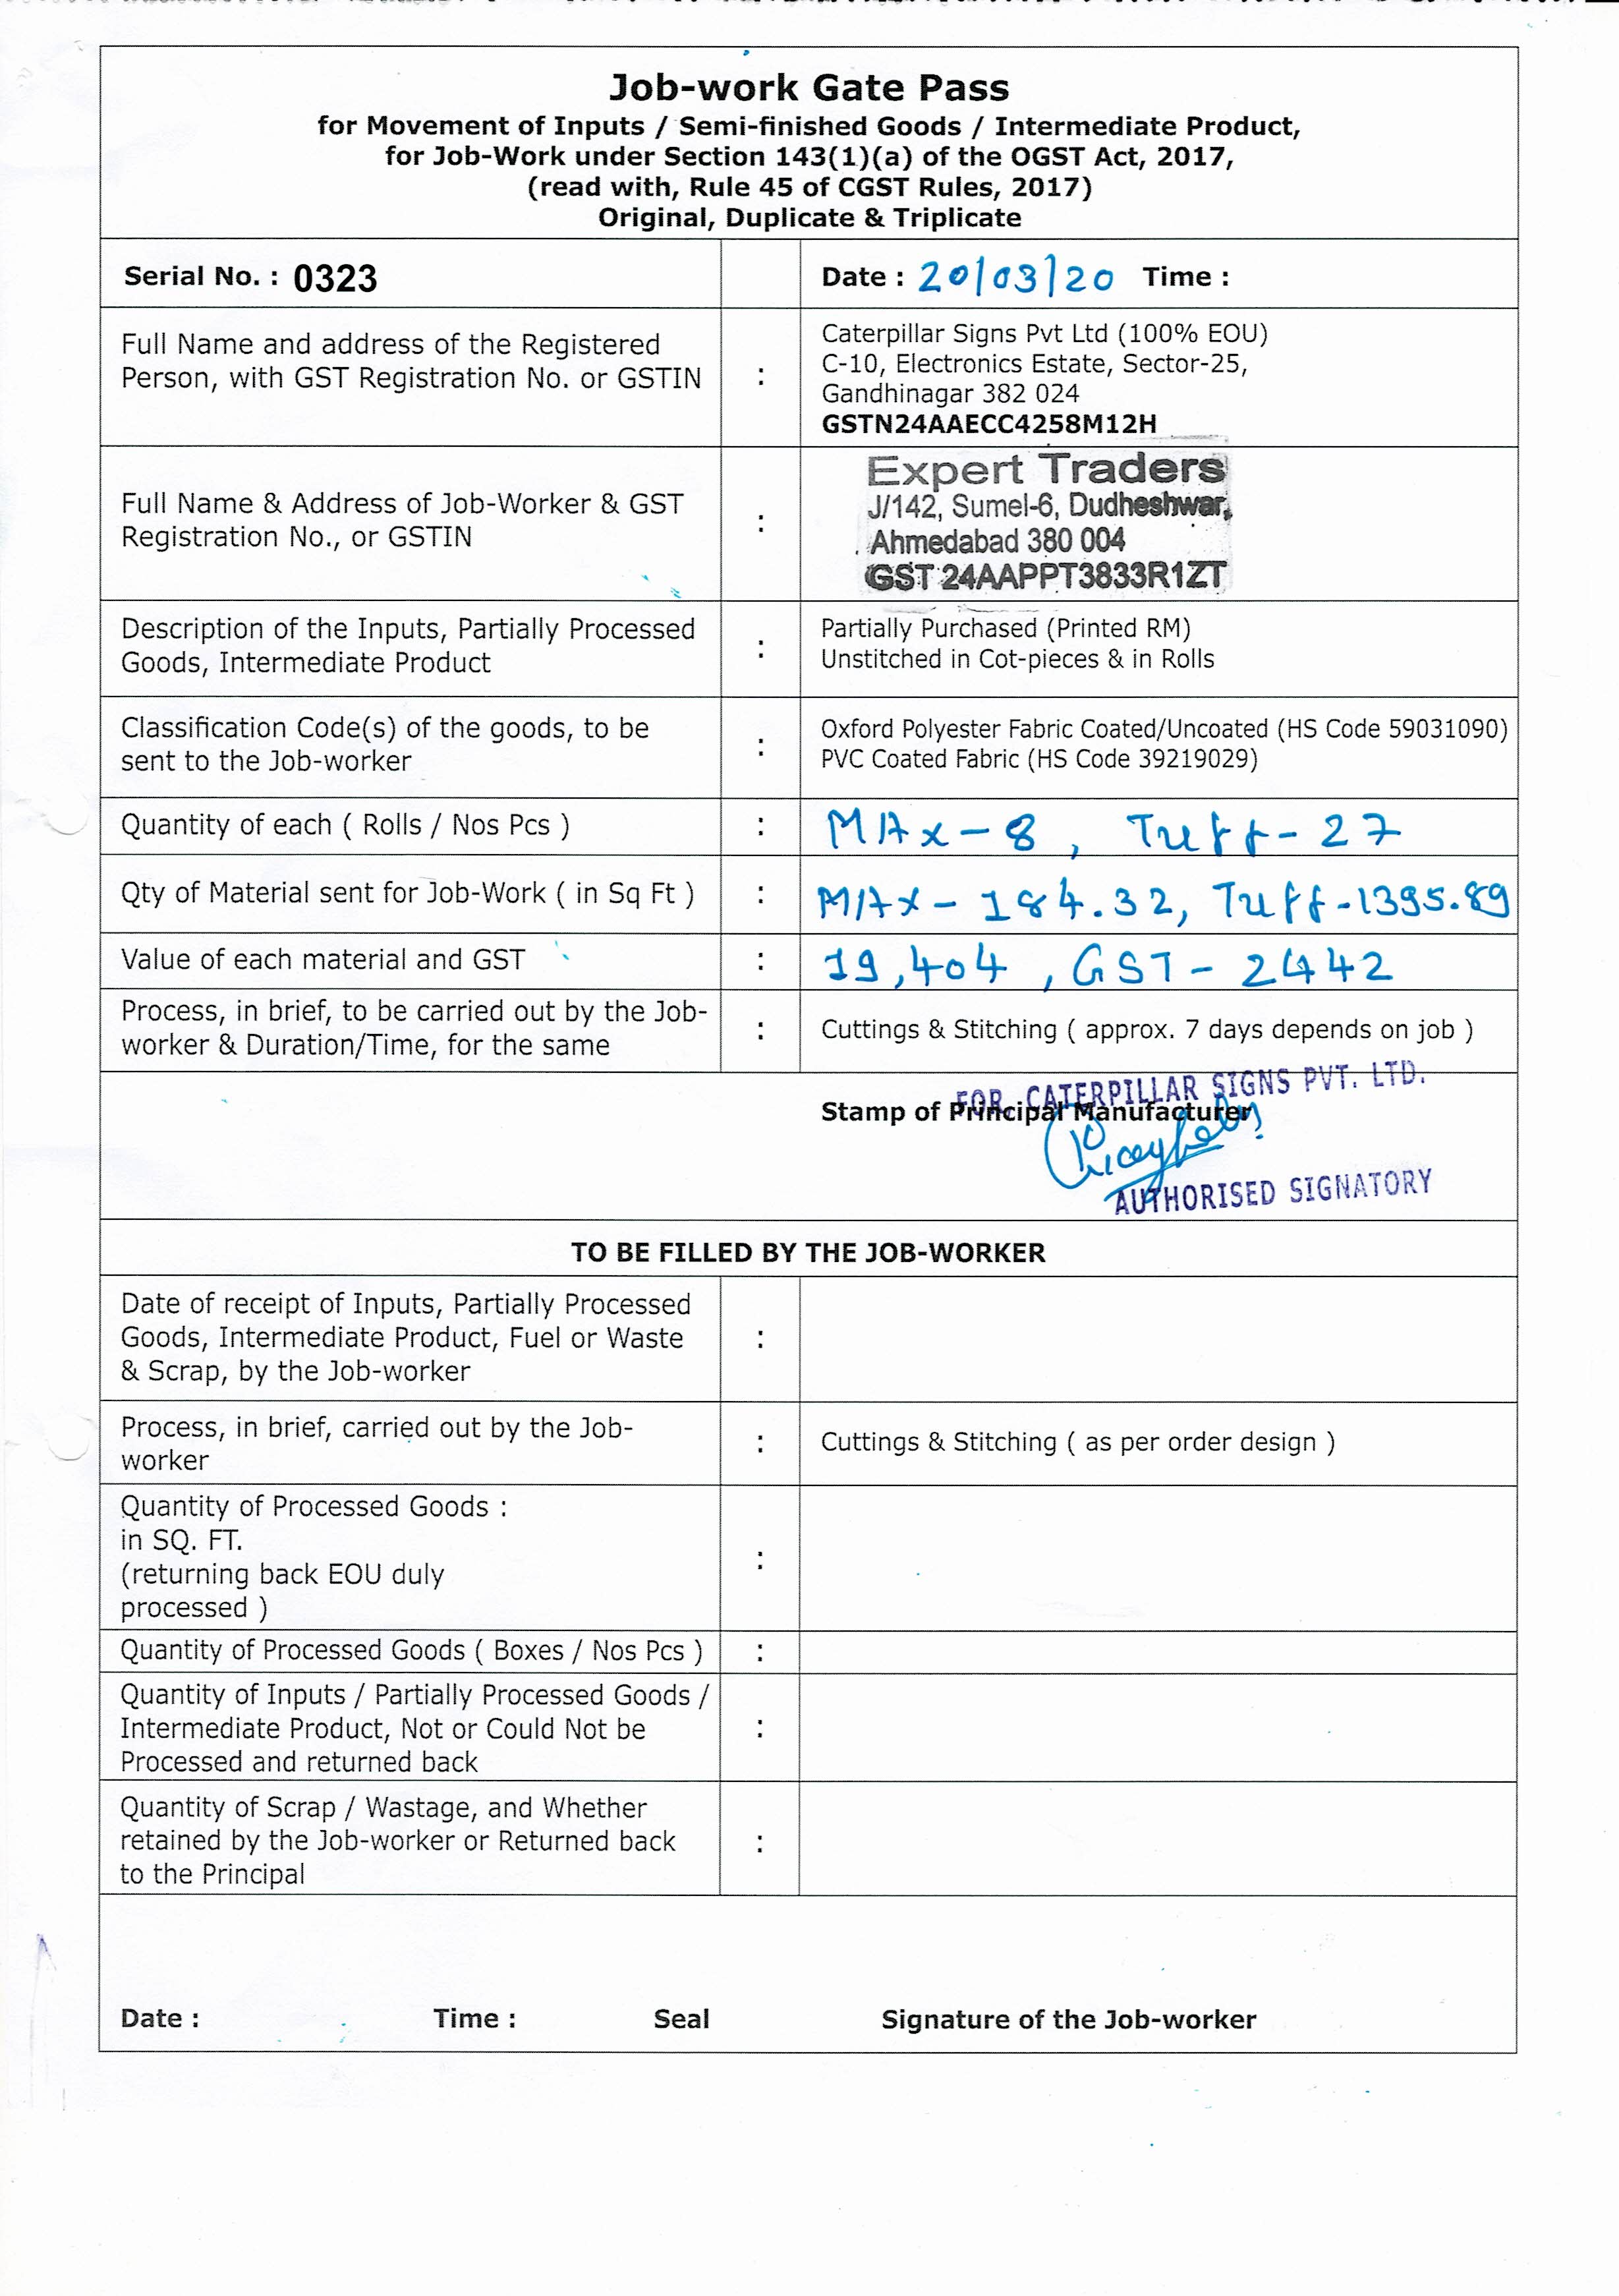 Job-work Gate Pass
for Movement of Inputs / Semi-finished Goods / Intermediate Product,
for Job-Work under Section 143(1)(a) of the OGST Act, 2017,
(read with, Rule 45 of CGST Rules, 2017)
Original, Duplicate & Triplicate
Serial No. : 0323
Date : 20/03/20 Time :
Full Name and address of the Registered
Person, with GST Registration No. or GSTIN
:
Caterpillar Signs Pvt Ltd (100% EOU)
C-10, Electronics Estate, Sector-25,
Gandhinagar 382 024
GSTN24AAECC4258M12H
Full Name & Address of Job-Worker & GST
Registration No., or GSTIN
:
Expert Traders
J/142, Sumel-6, Dudheshwar,
Ahmedabad 380 004
GST 24AAPPT3833R1ZT
Description of the Inputs, Partially Processed
Goods, Intermediate Product
:
Partially Purchased (Printed RM)
Unstitched in Cot-pieces & in Rolls
Classification Code(s) of the goods, to be
sent to the Job-worker
:
Oxford Polyester Fabric Coated/Uncoated (HS Code 59031090)
PVC Coated Fabric (HS Code 39219029)
Quantity of each ( Rolls / Nos Pcs )
:
MAx - 8 , Tuff - 27
Qty of Material sent for Job-Work ( in Sq Ft )
:
MAX - 184.32, Tuff - 1395.89
Value of each material and GST
:
19,404 , GST - 2442
Process, in brief, to be carried out by the Job-
worker & Duration/Time, for the same
:
Cuttings & Stitching ( approx. 7 days depends on job )
FOR, CATERPILLAR SIGNS PVT. LTD.
Stamp of Principal Manufacturer
AUTHORISED SIGNATORY
TO BE FILLED BY THE JOB-WORKER
Date of receipt of Inputs, Partially Processed
Goods, Intermediate Product, Fuel or Waste
& Scrap, by the Job-worker
:
Process, in brief, carried out by the Job-
worker
:
Cuttings & Stitching ( as per order design )
Quantity of Processed Goods :
in SQ. FT.
(returning back EOU duly
processed )
:
Quantity of Processed Goods ( Boxes / Nos Pcs )
:
Quantity of Inputs / Partially Processed Goods /
Intermediate Product, Not or Could Not be
Processed and returned back
:
Quantity of Scrap / Wastage, and Whether
retained by the Job-worker or Returned back
to the Principal
:
Date : Time : Seal Signature of the Job-worker